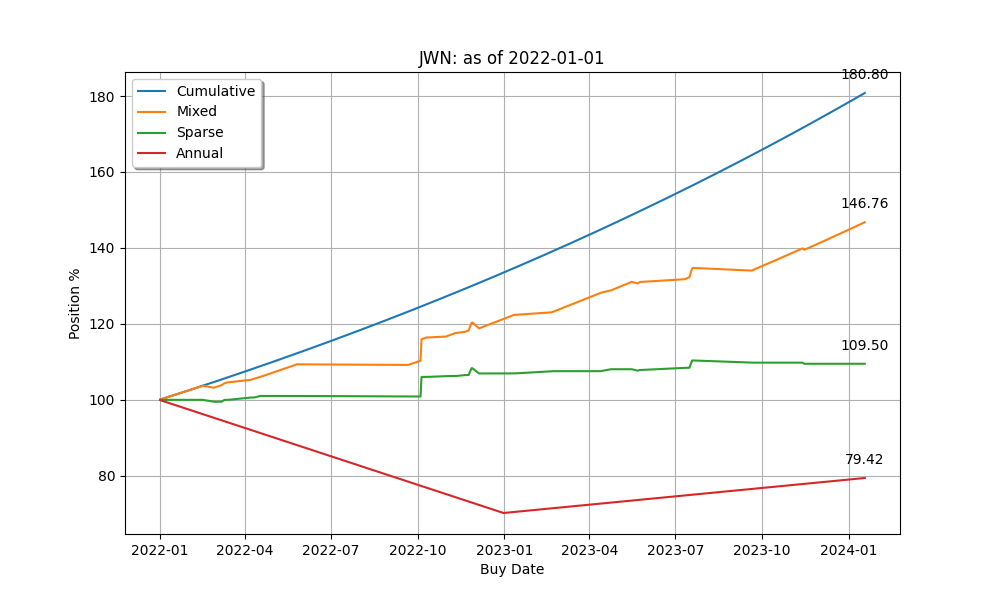 JWN: as of 2022-01-01
Cumulative
Mixed
Sparse
Annual
180.80
146.76
109.50
79.42
Position %
180
160
140
120
100
80
2022-01 2022-04 2022-07 2022-10 2023-01 2023-04 2023-07 2023-10 2024-01
Buy Date